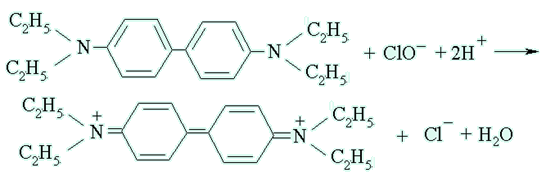 C₂H₅ C₂H₅
N N + ClO⁻ + 2H⁺ ⟶
C₂H₅ C₂H₅
C₂H₅ + + C₂H₅
N N + Cl⁻ + H₂O
C₂H₅ C₂H₅